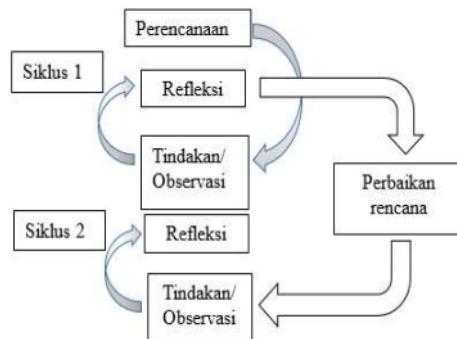 Perencanaan
Siklus 1
Refleksi
Tindakan/
Observasi
Perbaikan
rencana
Siklus 2
Refleksi
Tindakan/
Observasi